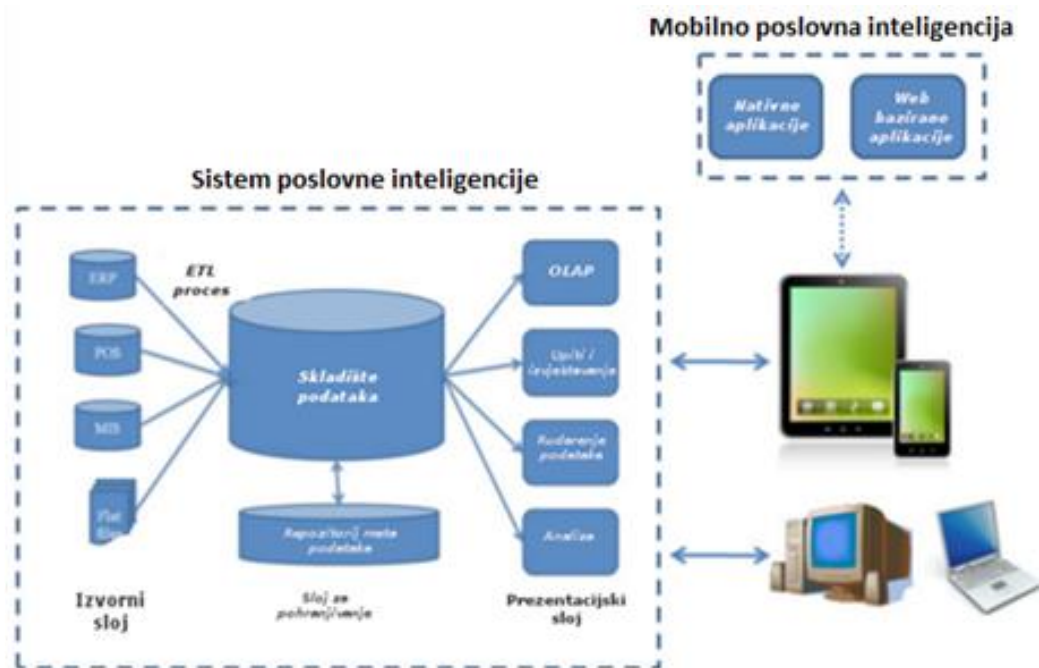 Mobilno poslovna inteligencija
Nativne
aplikacije
Web
bazirane
aplikacije
Sistem poslovne inteligencije
ERP
ETL
proces
OLAP
POS
Skladište
podataka
Upiti i
izvještavanje
MIS
Rudarenje
podataka
Flat
files
Repozitorij meta
podataka
Analize
Izvorni
sloj
Sloj za
pohranjivanje
Prezentacijski
sloj